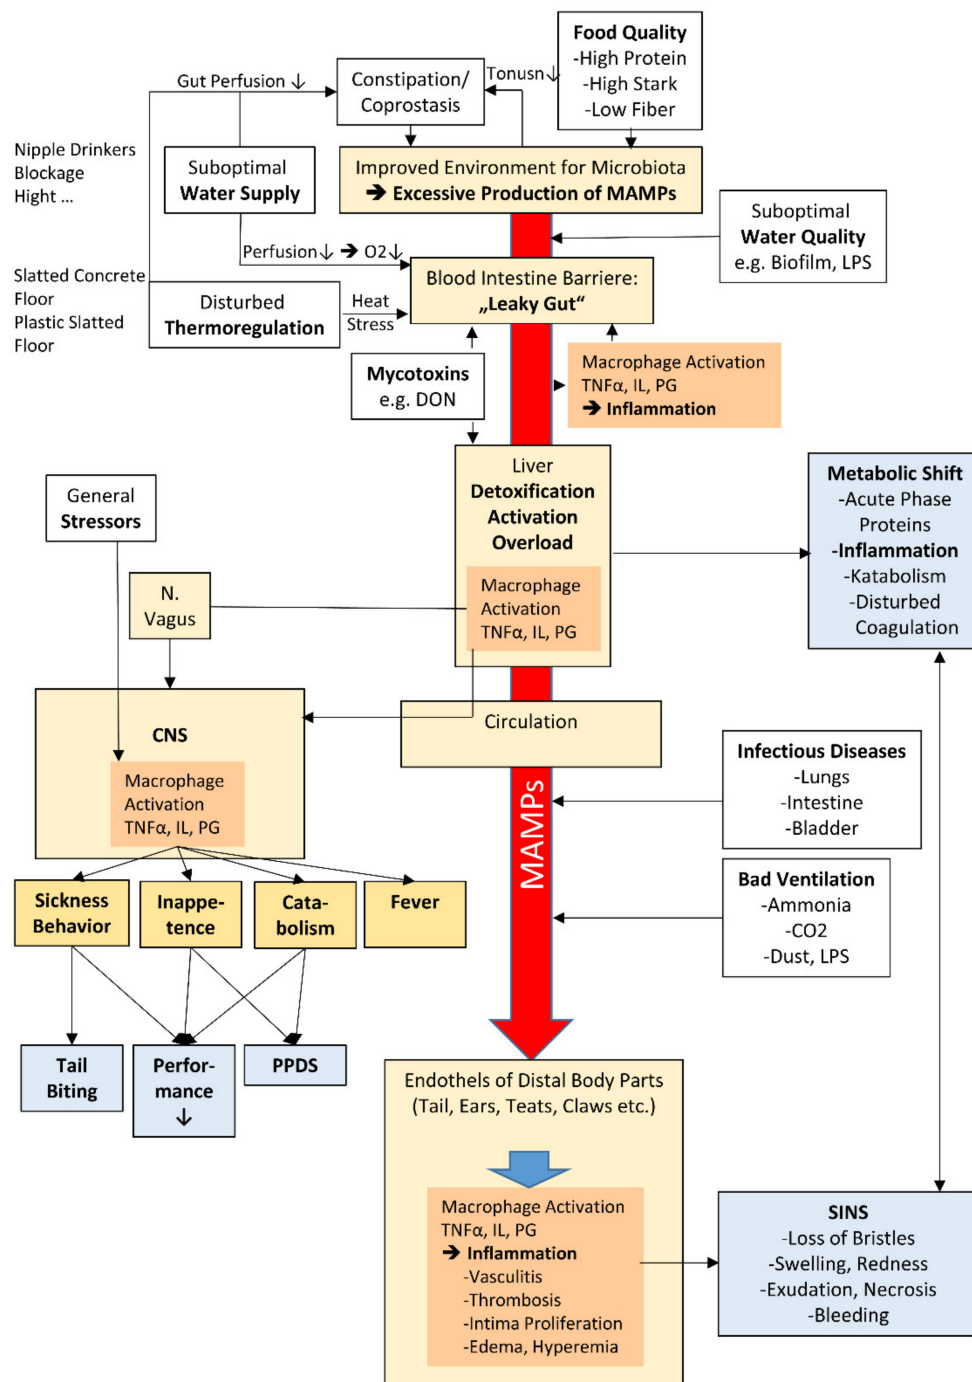 Food Quality
-High Protein
-High Stark
-Low Fiber
Gut Perfusion ↓
Constipation/
Coprostasis
Tonusn ↓
Nipple Drinkers
Blockage
Hight ...
Suboptimal
Water Supply
Improved Environment for Microbiota
➔ Excessive Production of MAMPs
Suboptimal
Water Quality
e.g. Biofilm, LPS
Perfusion↓ ➔ O2↓
Blood Intestine Barriere:
„Leaky Gut“
Slatted Concrete
Floor
Plastic Slatted
Floor
Disturbed
Thermoregulation
Heat
Stress
Mycotoxins
e.g. DON
Macrophage Activation
TNFα, IL, PG
➔ Inflammation
Liver
Detoxification
Activation
Overload
Macrophage
Activation
TNFα, IL, PG
Metabolic Shift
-Acute Phase
Proteins
-Inflammation
-Katabolism
-Disturbed
Coagulation
General
Stressors
N.
Vagus
CNS
Macrophage
Activation
TNFα, IL, PG
Circulation
MAMPs
Infectious Diseases
-Lungs
-Intestine
-Bladder
Bad Ventilation
-Ammonia
-CO2
-Dust, LPS
Sickness
Behavior
Inappe-
tence
Cata-
bolism
Fever
Tail
Biting
Perfor-
mance
↓
PPDS
Endothels of Distal Body Parts
(Tail, Ears, Teats, Claws etc.)
Macrophage Activation
TNFα, IL, PG
➔ Inflammation
-Vasculitis
-Thrombosis
-Intima Proliferation
-Edema, Hyperemia
SINS
-Loss of Bristles
-Swelling, Redness
-Exudation, Necrosis
-Bleeding